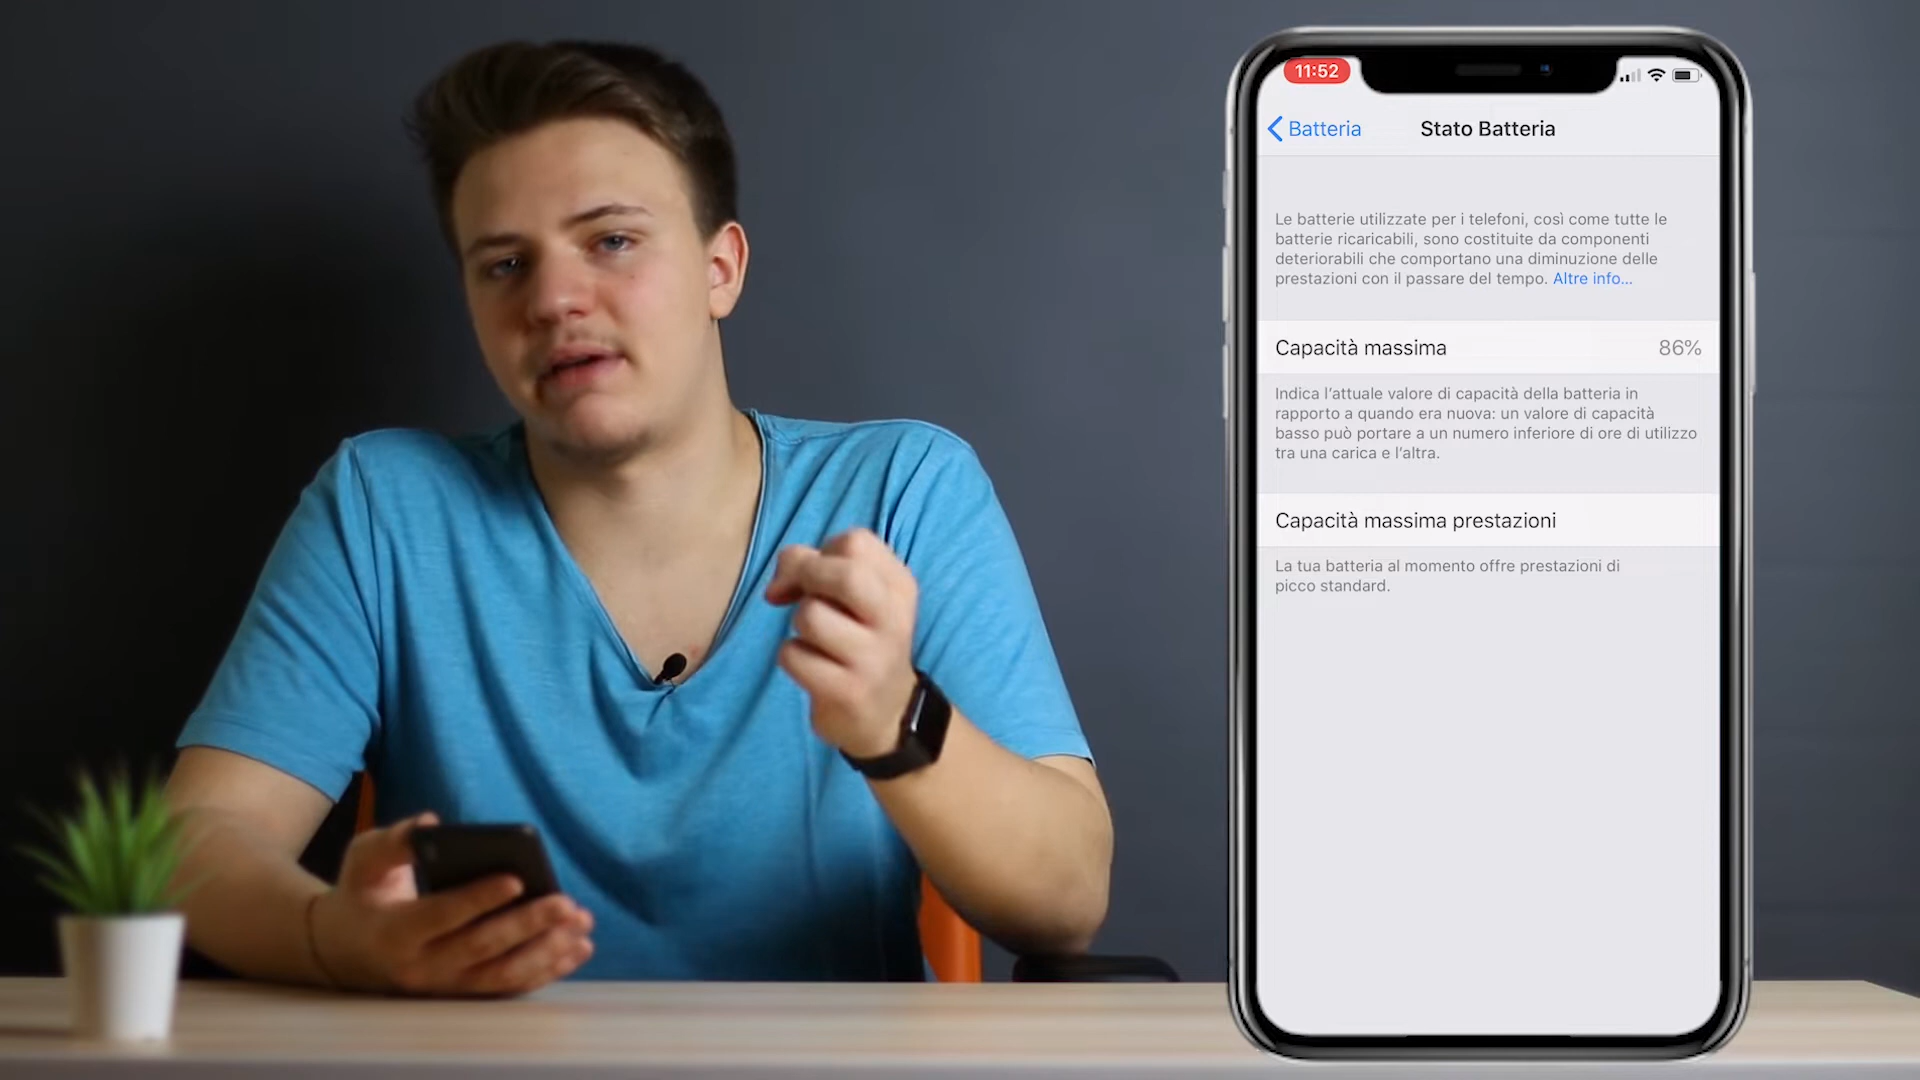 11:52
Batteria
Stato Batteria
Le batterie utilizzate per i telefoni, così come tutte le
batterie ricaricabili, sono costituite da componenti
deteriorabili che comportano una diminuzione delle
prestazioni con il passare del tempo. Altre info...
Capacità massima 86%
Indica l'attuale valore di capacità della batteria in
rapporto a quando era nuova: un valore di capacità
basso può portare a un numero inferiore di ore di utilizzo
tra una carica e l'altra.
Capacità massima prestazioni
La tua batteria al momento offre prestazioni di
picco standard.